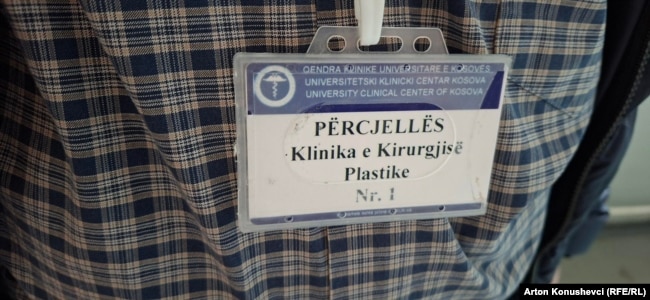 QENDRA KLINIKE UNIVERSITARE E KOSOVËS
UNIVERSITETSKI KLINICKI CENTAR KOSOVA
UNIVERSITY CLINICAL CENTER OF KOSOVA
PËRCJELLËS
Klinika e Kirurgjisë
Plastike
Nr. 1
Arton Konushevci (RFE/RL)